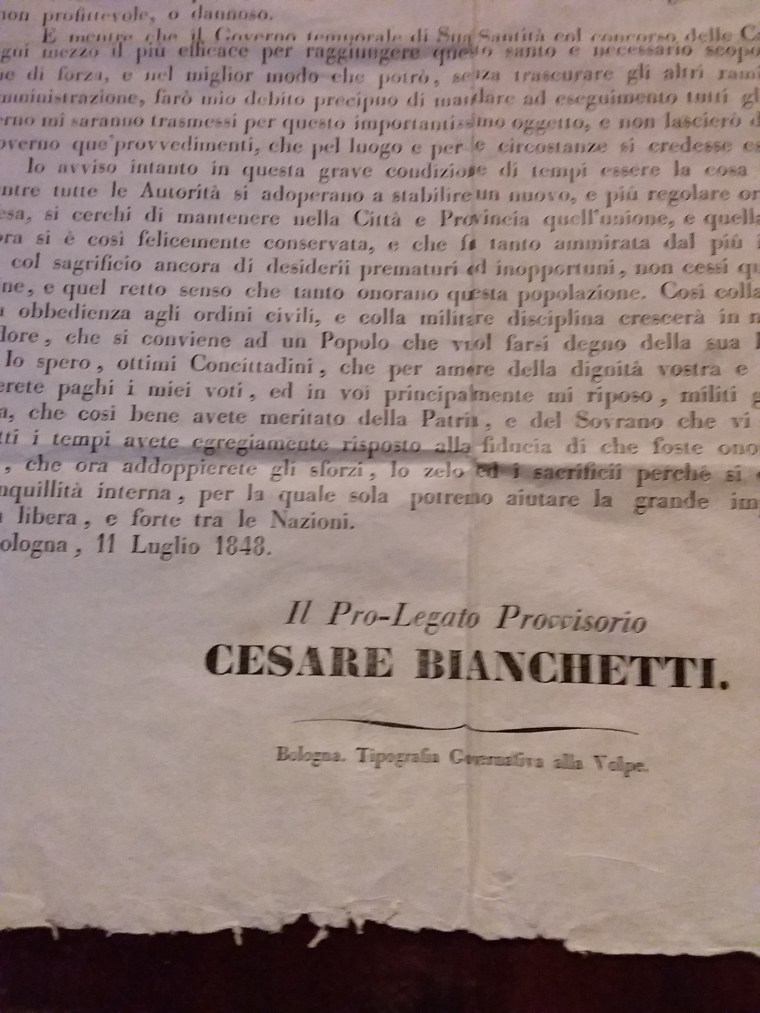 non profittevole, o dannoso.
E mentre che il Governo temporale di Sua Santità col concorso delle Ca
gni mezzo il più efficace per raggiungere questo santo e necessario scopo
ne di forza, e nel miglior modo che potrò, senza trascurare gli altri rami
mministrazione, farò mio debito precipuo di mandare ad eseguimento tutti gl
erno mi saranno trasmessi per questo importantissimo oggetto, e non lascierò d
overno que' provvedimenti, che pel luogo e per le circostanze si credesse es
Io avviso intanto in questa grave condizione di tempi essere la cosa
entre tutte le Autorità si adoperano a stabilire un nuovo, e più regolare or
esa, si cerchi di mantenere nella Città e Provincia quell'unione, e quella
ora si è così felicemente conservata, e che fu tanto ammirata dal più i
col sagrificio ancora di desiderii prematuri ed inopportuni, non cessi qu
ne, e quel retto senso che tanto onorano questa popolazione. Così colla
a obbedienza agli ordini civili, e colla militare disciplina crescerà in n
lore, che si conviene ad un Popolo che vuol farsi degno della sua l
Io spero, ottimi Concittadini, che per amore della dignità vostra e
erete paghi i miei voti, ed in voi principalmente mi riposo, militi g
a, che così bene avete meritato della Patria, e del Sovrano che vi
tti i tempi avete egregiamente risposto alla fiducia di che foste ono
, che ora addoppierete gli sforzi, lo zelo ed i sacrificii perchè si
nquillità interna, per la quale sola potremo aiutare la grande im
a libera, e forte tra le Nazioni.
ologna, 11 Luglio 1848.
Il Pro-Legato Provvisorio
CESARE BIANCHETTI.
Bologna. Tipografia Governativa alla Volpe.